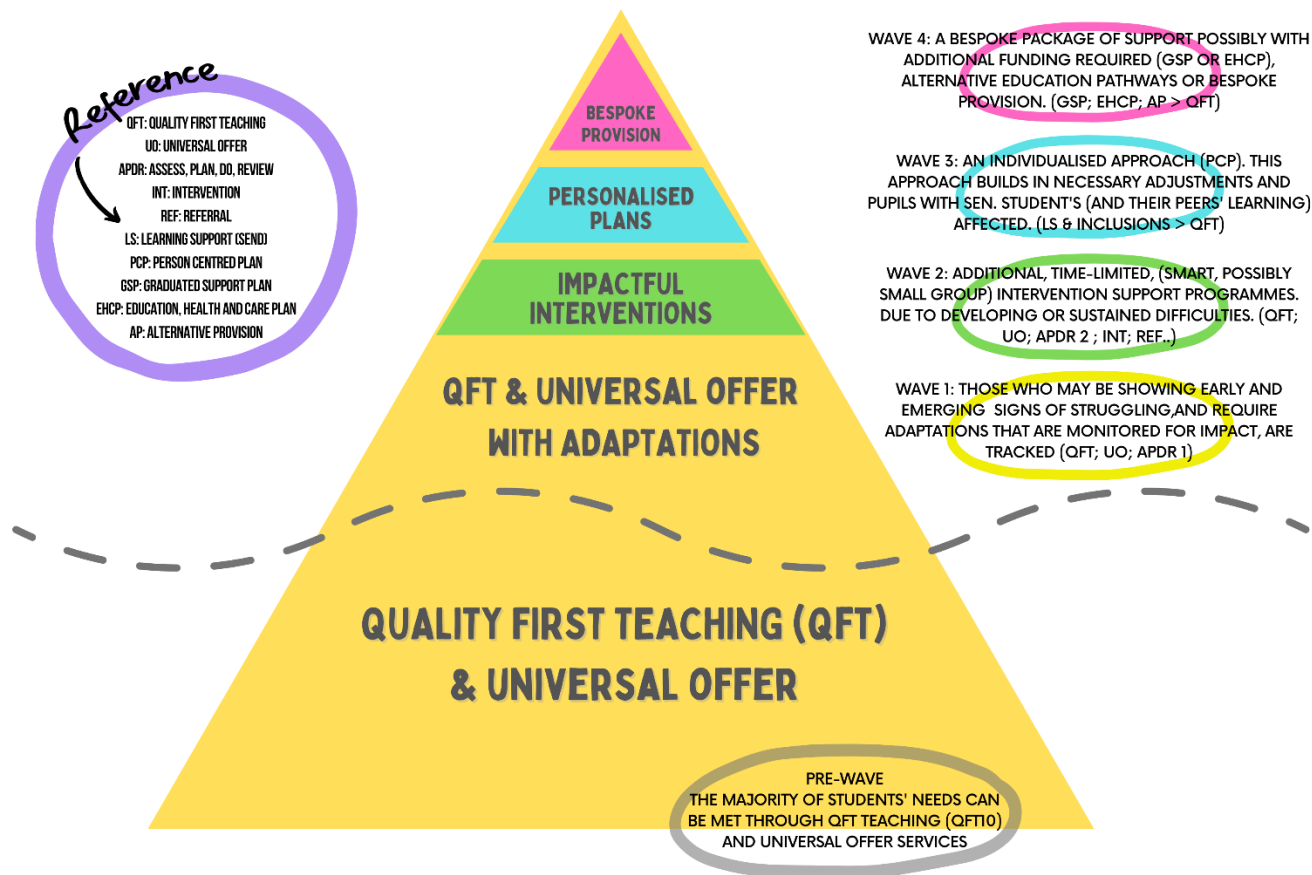 Reference
QFT: QUALITY FIRST TEACHING
UO: UNIVERSAL OFFER
APDR: ASSESS, PLAN, DO, REVIEW
INT: INTERVENTION
REF: REFERRAL
LS: LEARNING SUPPORT (SEND)
PCP: PERSON CENTRED PLAN
GSP: GRADUATED SUPPORT PLAN
EHCP: EDUCATION, HEALTH AND CARE PLAN
AP: ALTERNATIVE PROVISION
BESPOKE
PROVISION
PERSONALISED
PLANS
IMPACTFUL
INTERVENTIONS
QFT & UNIVERSAL OFFER
WITH ADAPTATIONS
QUALITY FIRST TEACHING (QFT)
& UNIVERSAL OFFER
WAVE 4: A BESPOKE PACKAGE OF SUPPORT POSSIBLY WITH
ADDITIONAL FUNDING REQUIRED (GSP OR EHCP),
ALTERNATIVE EDUCATION PATHWAYS OR BESPOKE
PROVISION. (GSP; EHCP; AP > QFT)
WAVE 3: AN INDIVIDUALISED APPROACH (PCP). THIS
APPROACH BUILDS IN NECESSARY ADJUSTMENTS AND
PUPILS WITH SEN. STUDENT'S (AND THEIR PEERS' LEARNING)
AFFECTED. (LS & INCLUSIONS > QFT)
WAVE 2: ADDITIONAL, TIME-LIMITED, (SMART, POSSIBLY
SMALL GROUP) INTERVENTION SUPPORT PROGRAMMES.
DUE TO DEVELOPING OR SUSTAINED DIFFICULTIES. (QFT;
UO; APDR 2 ; INT; REF..)
WAVE 1: THOSE WHO MAY BE SHOWING EARLY AND
EMERGING SIGNS OF STRUGGLING,AND REQUIRE
ADAPTATIONS THAT ARE MONITORED FOR IMPACT, ARE
TRACKED (QFT; UO; APDR 1)
PRE-WAVE
THE MAJORITY OF STUDENTS' NEEDS CAN
BE MET THROUGH QFT TEACHING (QFT10)
AND UNIVERSAL OFFER SERVICES